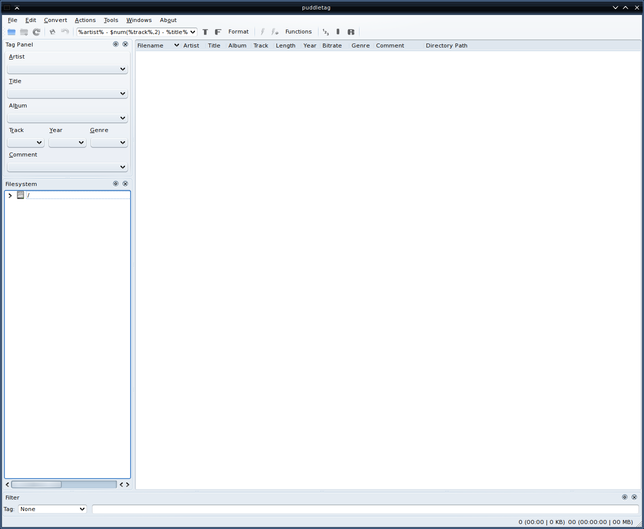 puddletag
File Edit Convert Actions Tools Windows About
%artist% - $num(%track%,2) - %title% Format Functions
Tag Panel
Filename Artist Title Album Track Length Year Bitrate Genre Comment Directory Path
Artist
Title
Album
Track Year Genre
Comment
Filesystem
/
Filter
Tag: None
0 (00:00 | 0 KB) 00 (00:00:00 | 00 MB)